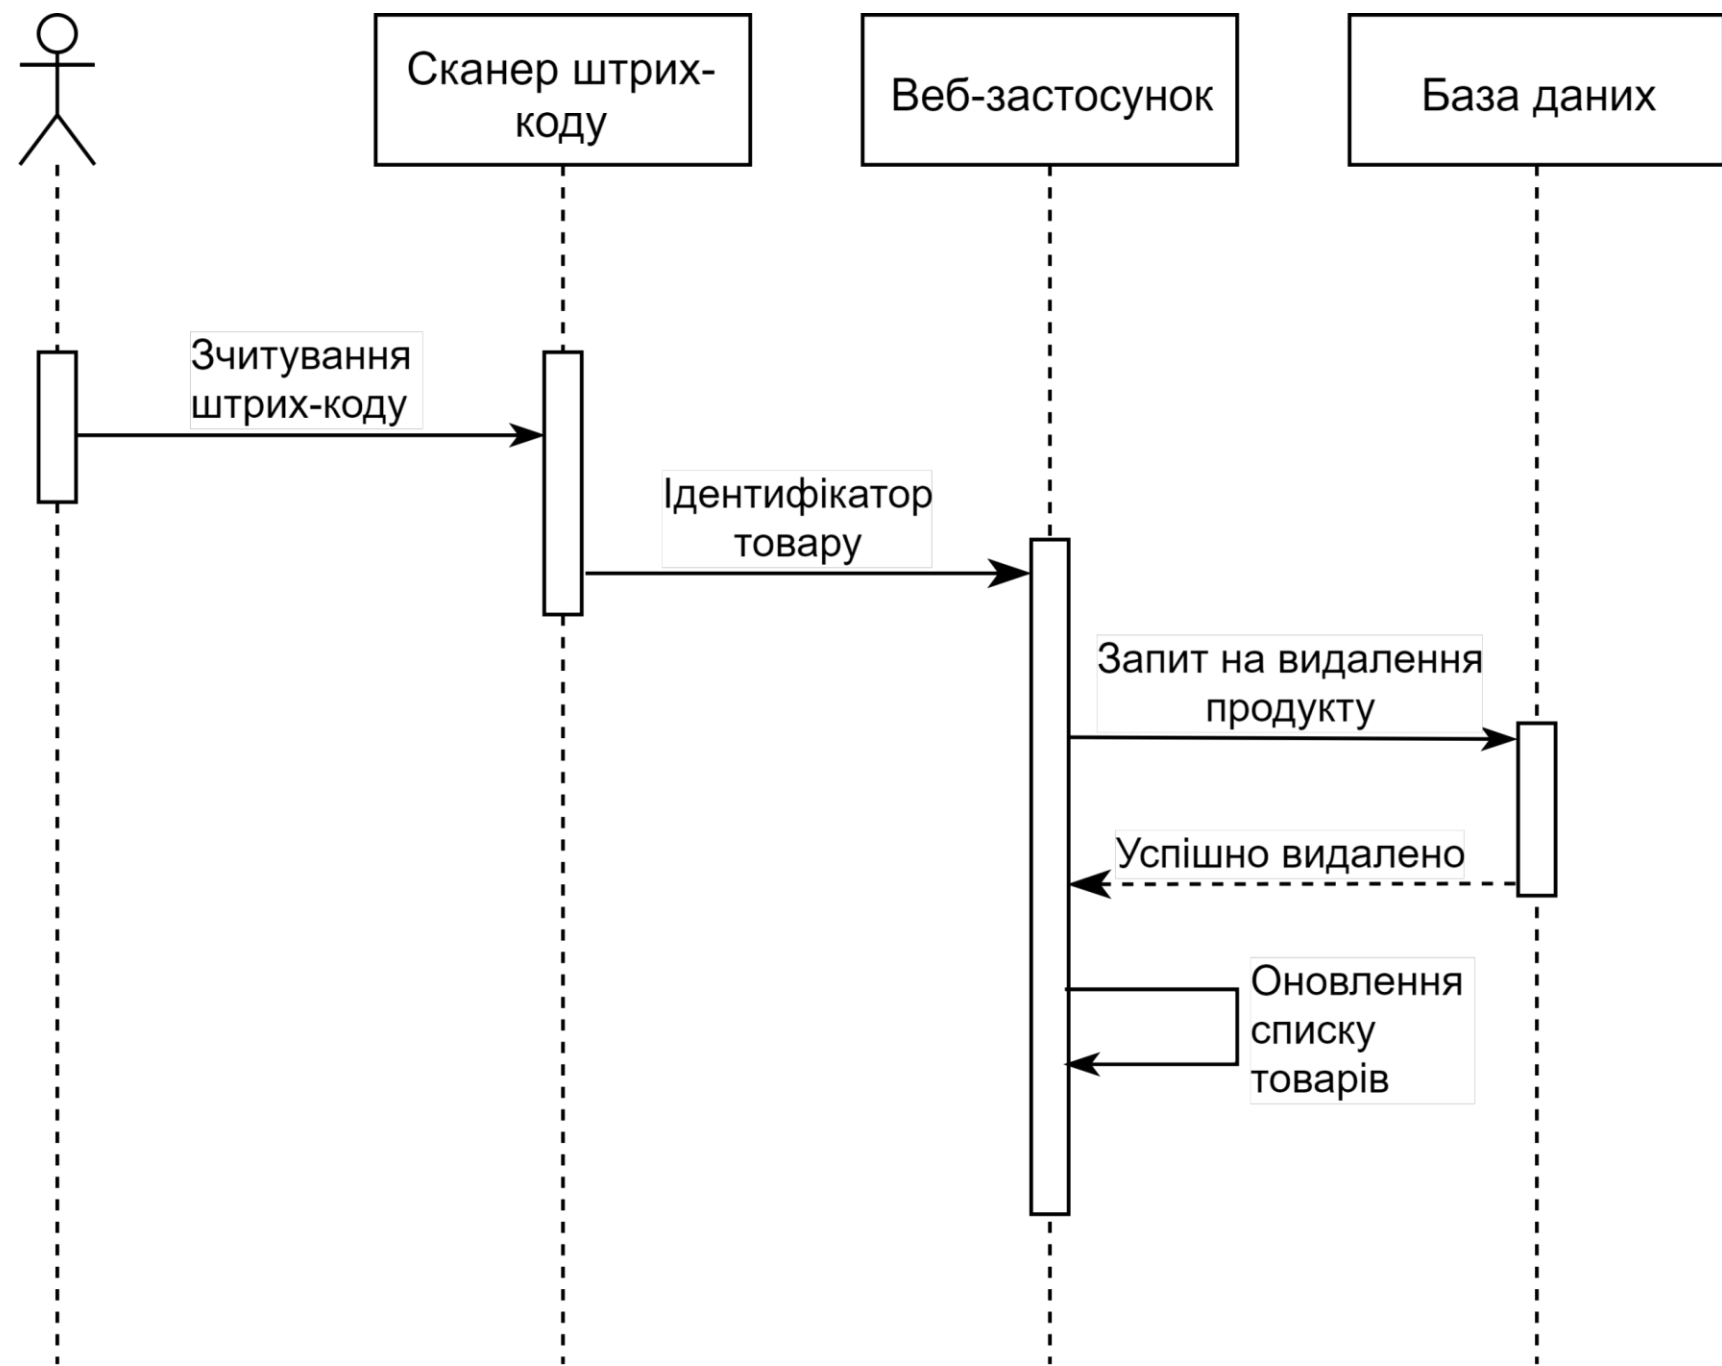 Сканер штрих-
коду
Веб-застосунок
База даних
Зчитування
штрих-коду
Ідентифікатор
товару
Запит на видалення
продукту
Успішно видалено
Оновлення
списку
товарів